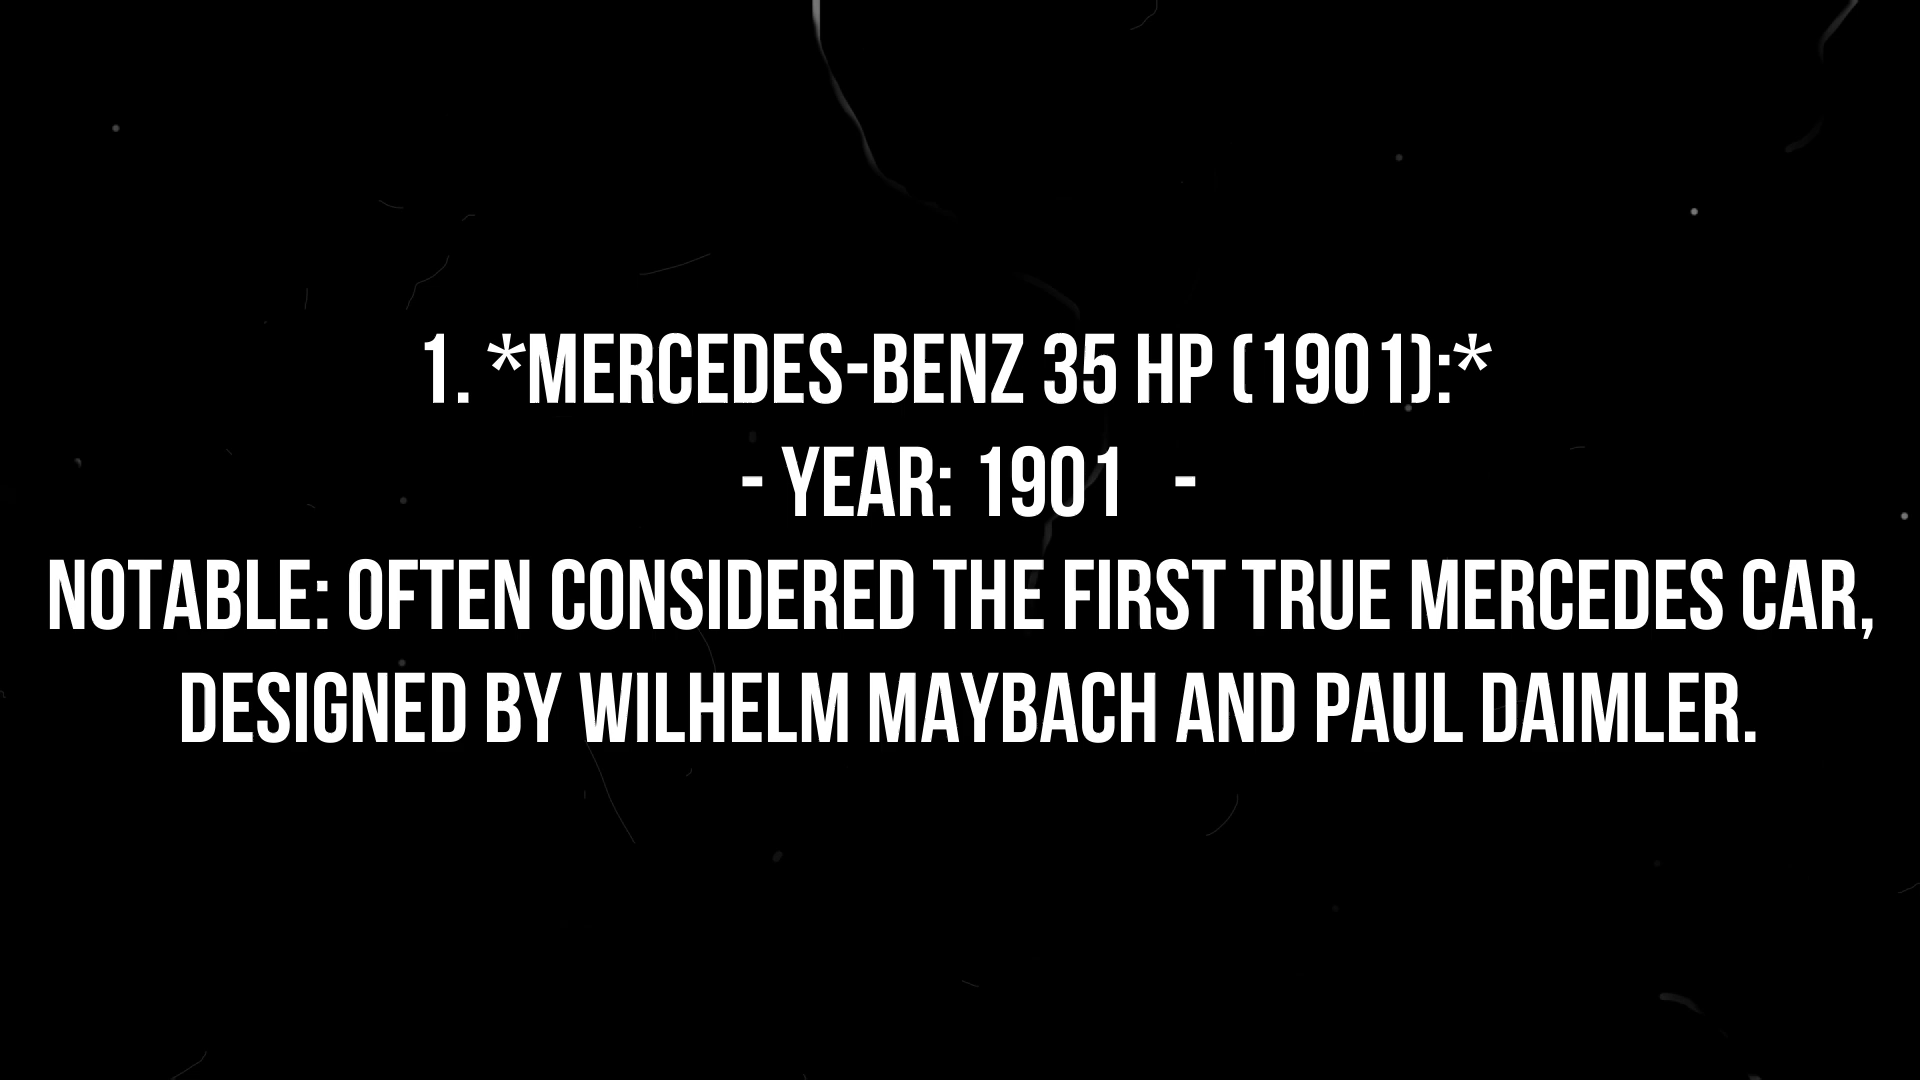 1. *MERCEDES-BENZ 35 HP (1901):*
- YEAR: 1901 -
NOTABLE: OFTEN CONSIDERED THE FIRST TRUE MERCEDES CAR,
DESIGNED BY WILHELM MAYBACH AND PAUL DAIMLER.